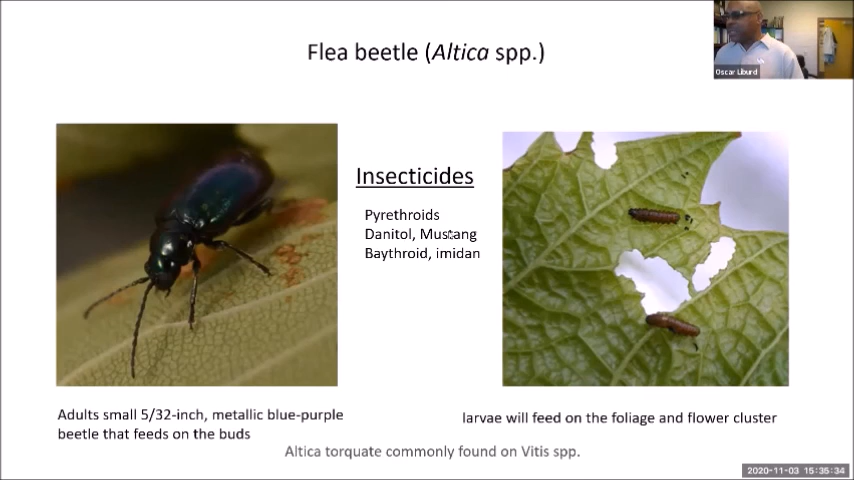 Flea beetle (Altica spp.)
Oscar Liburd
Insecticides
Pyrethroids
Danitol, Mustang
Baythroid, imidan
Adults small 5/32-inch, metallic blue-purple
beetle that feeds on the buds
larvae will feed on the foliage and flower cluster
Altica torquate commonly found on Vitis spp.
2020-11-03 15:35:34